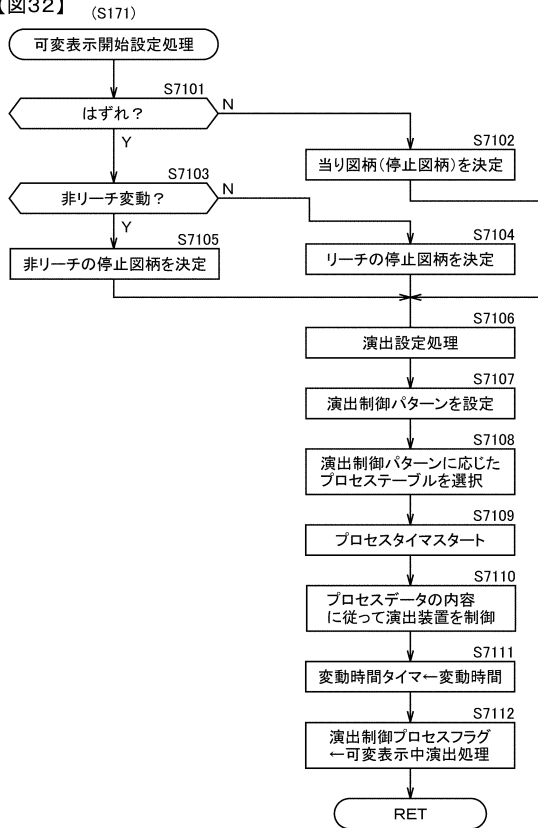 【図32】
(S171)
可変表示開始設定処理
S7101
はずれ？
N
Y
S7102
当り図柄(停止図柄)を決定
S7103
非リーチ変動？
N
Y
S7105
非リーチの停止図柄を決定
S7104
リーチの停止図柄を決定
S7106
演出設定処理
S7107
演出制御パターンを設定
S7108
演出制御パターンに応じた
プロセステーブルを選択
S7109
プロセスタイマスタート
S7110
プロセスデータの内容
に従って演出装置を制御
S7111
変動時間タイマ←変動時間
S7112
演出制御プロセスフラグ
←可変表示中演出処理
RET